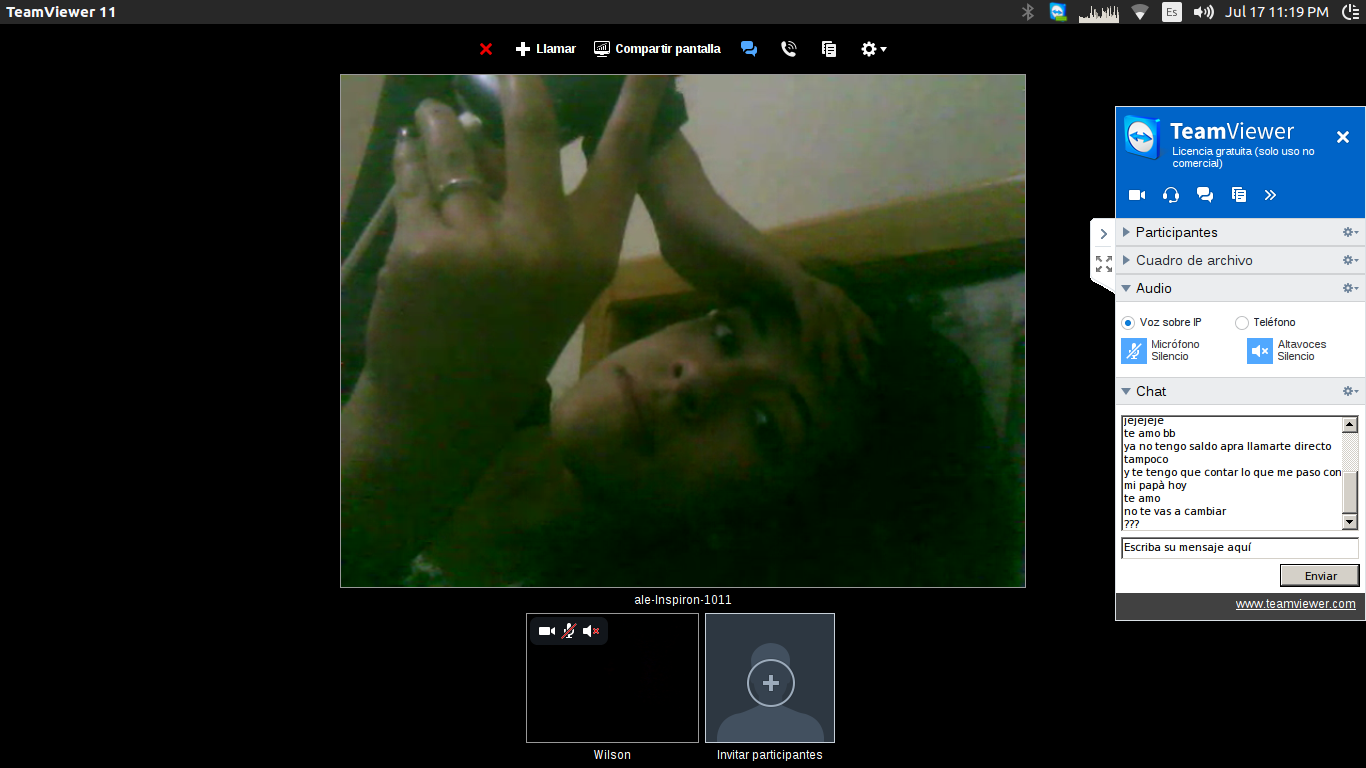 TeamViewer 11
Es
Jul 17 11:19 PM
Llamar
Compartir pantalla
TeamViewer
Licencia gratuita (solo uso no
comercial)
Participantes
Cuadro de archivo
Audio
Voz sobre IP
Teléfono
Micrófono
Silencio
Altavoces
Silencio
Chat
jejejeje
te amo bb
ya no tengo saldo apra llamarte directo
tampoco
y te tengo que contar lo que me paso con
mi papà hoy
te amo
no te vas a cambiar
???
Escriba su mensaje aquí
Enviar
www.teamviewer.com
ale-Inspiron-1011
Wilson
Invitar participantes